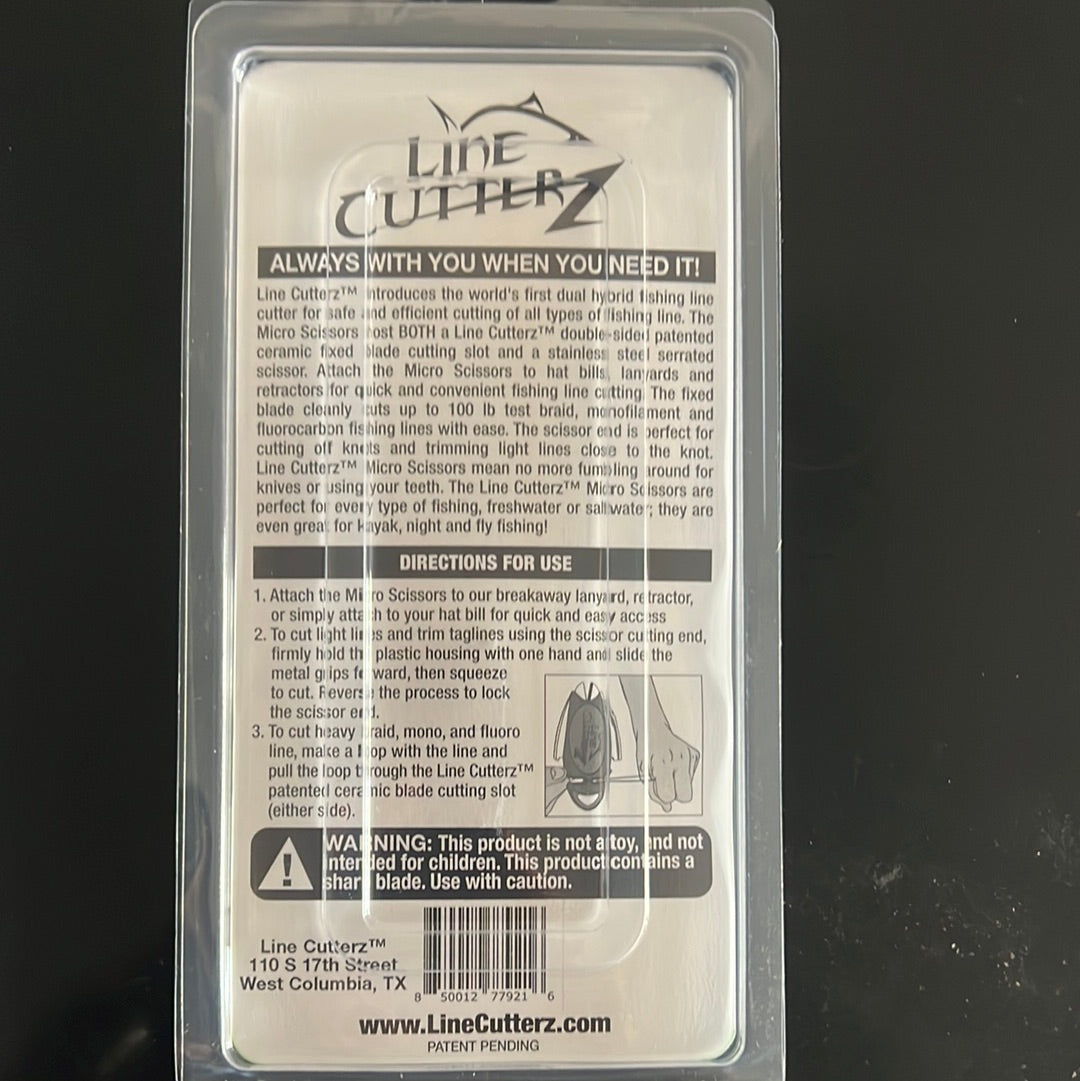 LINE
CUTTERZ
ALWAYS WITH YOU WHEN YOU NEED IT!
Line Cutterz™ introduces the world's first dual hybrid fishing line
cutter for safe and efficient cutting of all types of fishing line. The
Micro Scissors host BOTH a Line Cutterz™ double-sided patented
ceramic fixed blade cutting slot and a stainless steel serrated
scissor. Attach the Micro Scissors to hat bills, lanyards and
retractors for quick and convenient fishing line cutting. The fixed
blade cleanly cuts up to 100 lb test braid, monofilament and
fluorocarbon fishing lines with ease. The scissor end is perfect for
cutting off knots and trimming light lines close to the knot.
Line Cutterz™ Micro Scissors mean no more fumbling around for
knives or using your teeth. The Line Cutterz™ Micro Scissors are
perfect for every type of fishing, freshwater or saltwater; they are
even great for kayak, night and fly fishing!
DIRECTIONS FOR USE
1. Attach the Micro Scissors to our breakaway lanyard, retractor,
or simply attach to your hat bill for quick and easy access
2. To cut light lines and trim taglines using the scissor cutting end,
firmly hold the plastic housing with one hand and slide the
metal grips forward, then squeeze
to cut. Reverse the process to lock
the scissor end.
3. To cut heavy braid, mono, and fluoro
line, make a loop with the line and
pull the loop through the Line Cutterz™
patented ceramic blade cutting slot
(either side).
WARNING: This product is not a toy, and not
intended for children. This product contains a
sharp blade. Use with caution.
Line Cutterz™
110 S 17th Street
West Columbia, TX
8 50012 77921 6
www.LineCutterz.com
PATENT PENDING